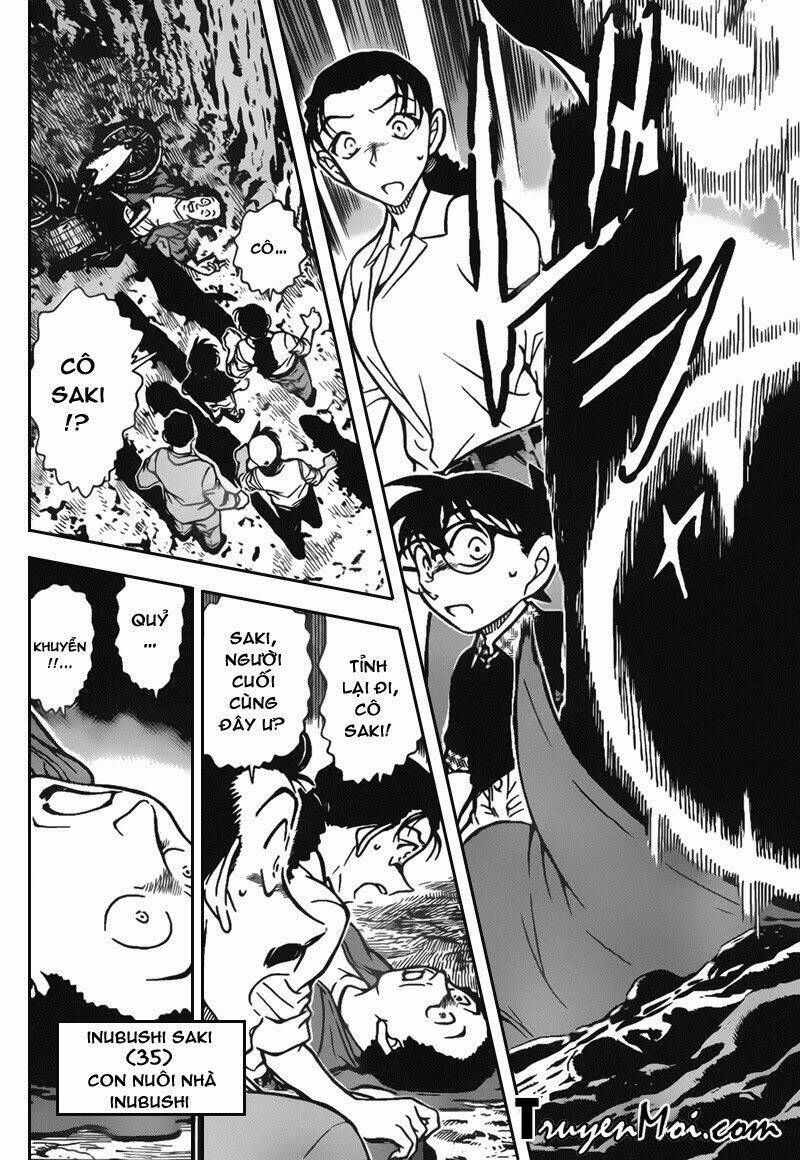 CÔ...
CÔ
SAKI
!?
TỈNH
LẠI ĐI,
CÔ
SAKI!
SAKI,
NGƯỜI
CUỐI
CÙNG
ĐÂY Ư?
QUỶ
...
KHUYỂN
!!...
INUBUSHI SAKI
(35)
CON NUÔI NHÀ
INUBUSHI
TRUYENMOI.COM